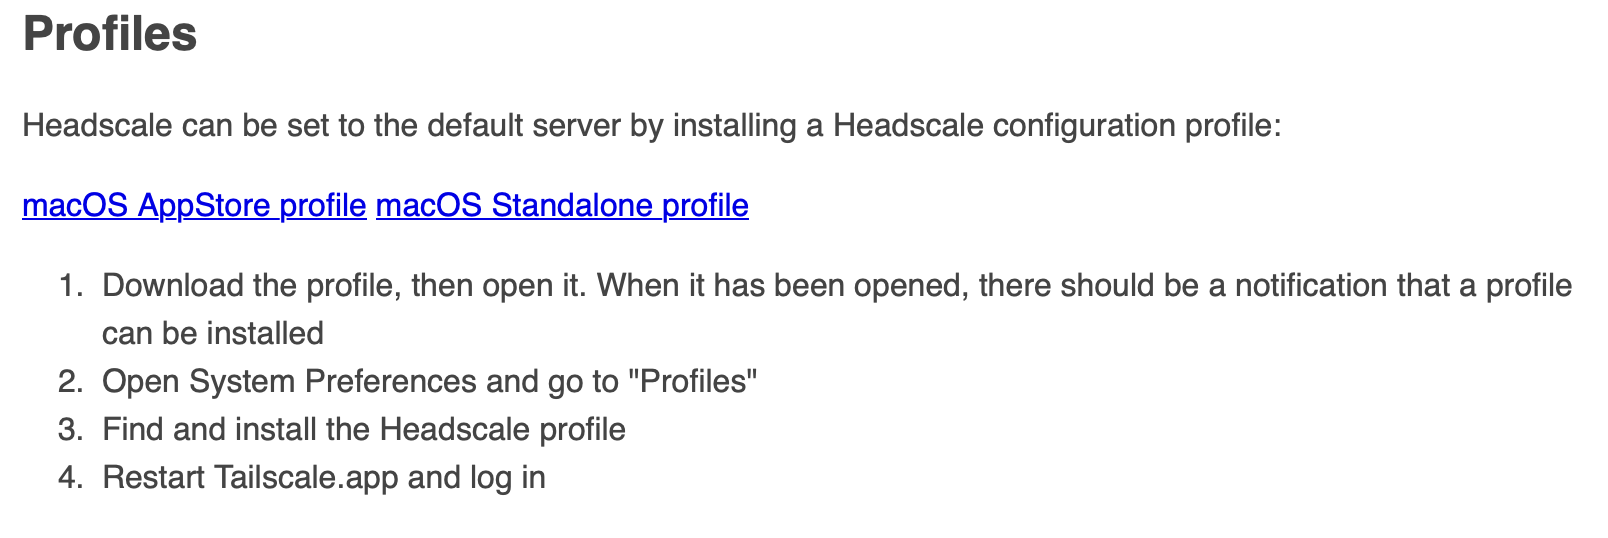 Profiles
Headscale can be set to the default server by installing a Headscale configuration profile:
macOS AppStore profile macOS Standalone profile
1. Download the profile, then open it. When it has been opened, there should be a notification that a profile
can be installed
2. Open System Preferences and go to "Profiles"
3. Find and install the Headscale profile
4. Restart Tailscale.app and log in